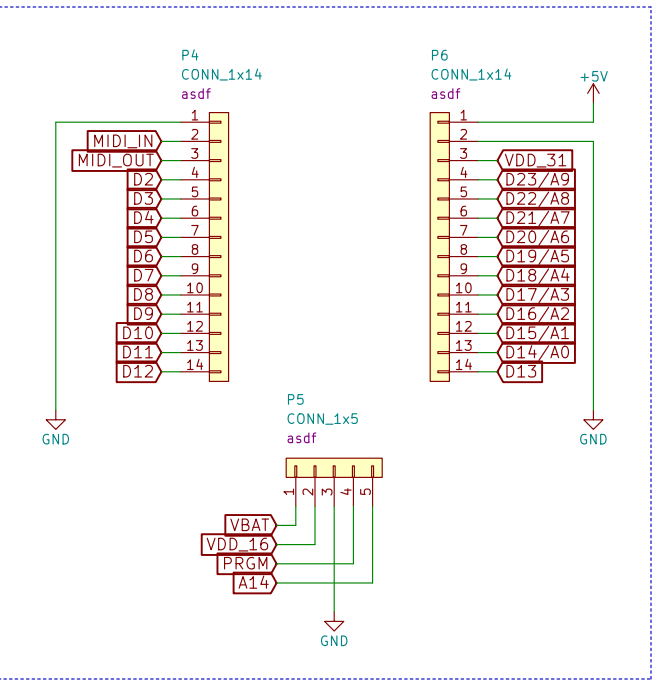 P4
CONN_1x14
asdf
1
MIDI_IN 2
MIDI_OUT 3
D2 4
D3 5
D4 6
D5 7
D6 8
D7 9
D8 10
D9 11
D10 12
D11 13
D12 14
GND
P6
CONN_1x14
asdf
+5V
1
2
3 VDD_31
4 D23/A9
5 D22/A8
6 D21/A7
7 D20/A6
8 D19/A5
9 D18/A4
10 D17/A3
11 D16/A2
12 D15/A1
13 D14/A0
14 D13
GND
P5
CONN_1x5
asdf
1 2 3 4 5
VBAT
VDD_16
PRGM
A14
GND